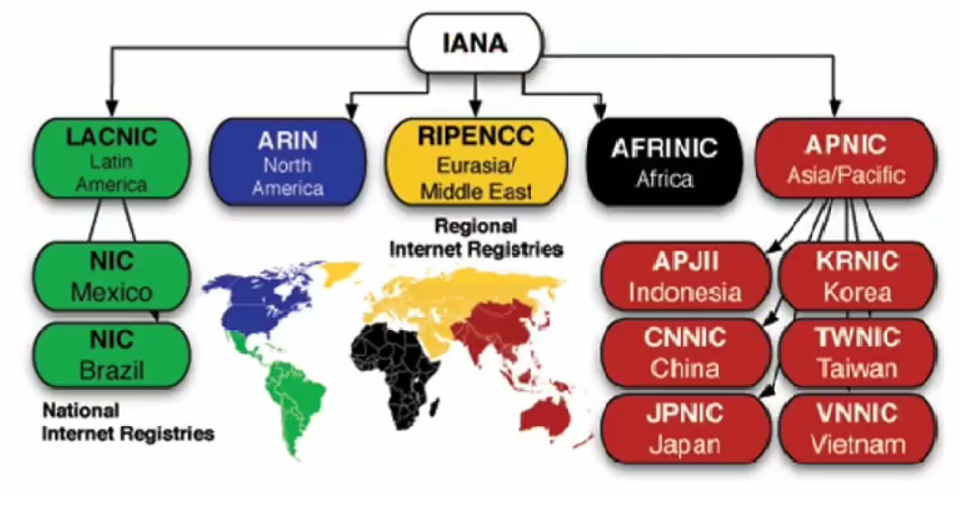 IANA
LACNIC
Latin
America
ARIN
North
America
RIPENCC
Eurasia/
Middle East
AFRINIC
Africa
APNIC
Asia/Pacific
Regional
Internet Registries
NIC
Mexico
NIC
Brazil
National
Internet Registries
APJII
Indonesia
KRNIC
Korea
CNNIC
China
TWNIC
Taiwan
JPNIC
Japan
VNNIC
Vietnam